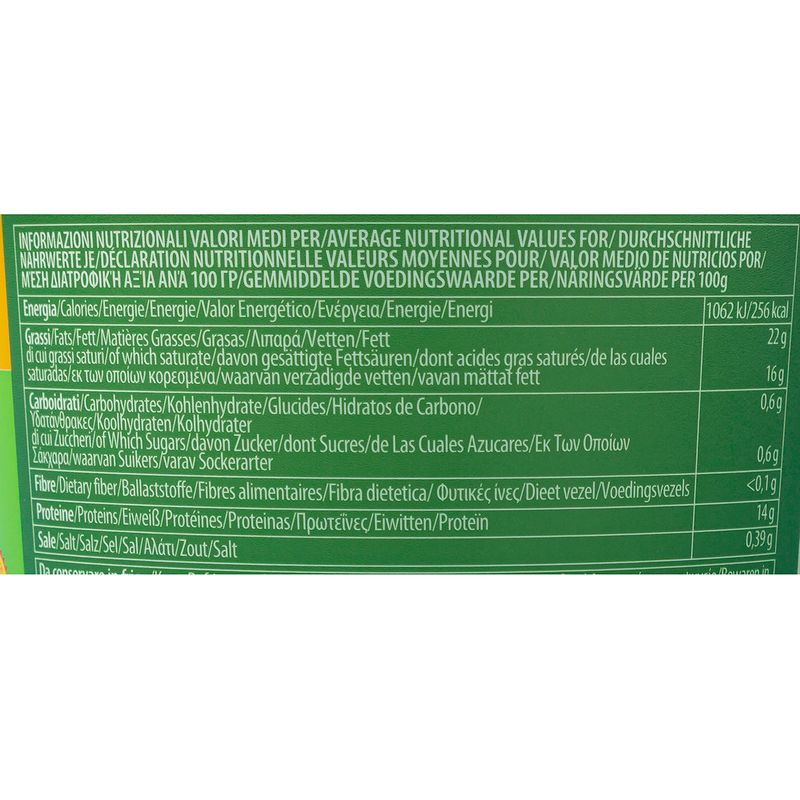 INFORMAZIONI NUTRIZIONALI VALORI MEDI PER/AVERAGE NUTRITIONAL VALUES FOR/ DURCHSCHNITTLICHE
NÄHRWERTE JE/DÉCLARATION NUTRITIONNELLE VALEURS MOYENNES POUR/ VALOR MEDIO DE NUTRICIOS POR/
ΜΈΣΗ ΔΙΑΤΡΟΦΙΚΉ ΑΞΊΑ ΑΝΆ 100 ГР/GEMMIDDELDE VOEDINGSWAARDE PER/NÄRINGSVÄRDE PER 100g
Energia/Calories/Energie/Energie/Valor Energético/Ενέργεια/Energie/Energi 1062 kJ/256 kcal
Grassi/Fats/Fett/Matières Grasses/Grasas/Λιπαρά/Vetten/Fett 22 g
di cui grassi saturi/of which saturate/davon gesättigte Fettsäuren/dont acides gras saturés/de las cuales
saturadas/εκ των οποίων κορεσμένα/waarvan verzadigde vetten/vavan mättat fett 16 g
Carboidrati/Carbohydrates/Kohlenhydrate/Glucides/Hidratos de Carbono/ 0,6 g
Υδατάνθρακες/Koolhydraten/Kolhydrater
di cui Zuccheri/of Which Sugars/davon Zucker/dont Sucres/de Las Cuales Azucares/Εκ Των Οποίων
Σάκχαρα/waarvan Suikers/varav Sockerarter 0,6 g
Fibre/Dietary fiber/Ballaststoffe/Fibres alimentaires/Fibra dietetica/ Φυτικές ίνες/Dieet vezel/Voedingsvezels <0,1 g
Proteine/Proteins/Eiweiß/Protéines/Proteinas/Πρωτεΐνες/Eiwitten/Protein 14 g
Sale/Salt/Salz/Sel/Sal/Αλάτι/Zout/Salt 0,39 g
Da conservare in